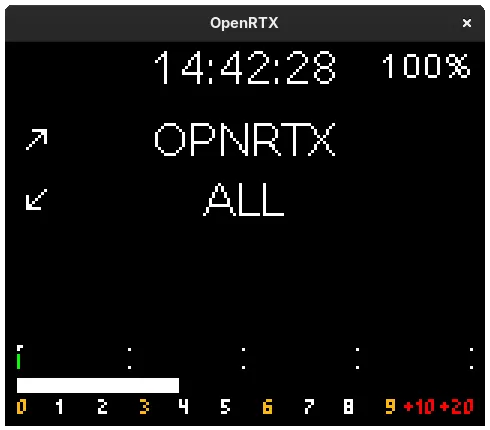 OpenRTX ×
14:42:28 100%
↗ OPNRTX
↙ ALL
0 1 2 3 4 5 6 7 8 9 +10 +20